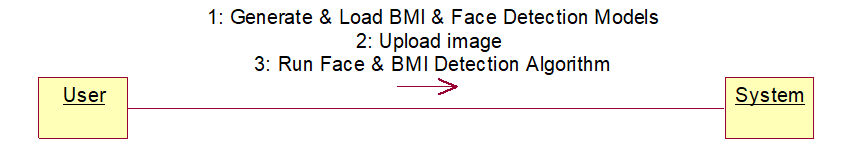 1: Generate & Load BMI & Face Detection Models
2: Upload image
3: Run Face & BMI Detection Algorithm
User
System